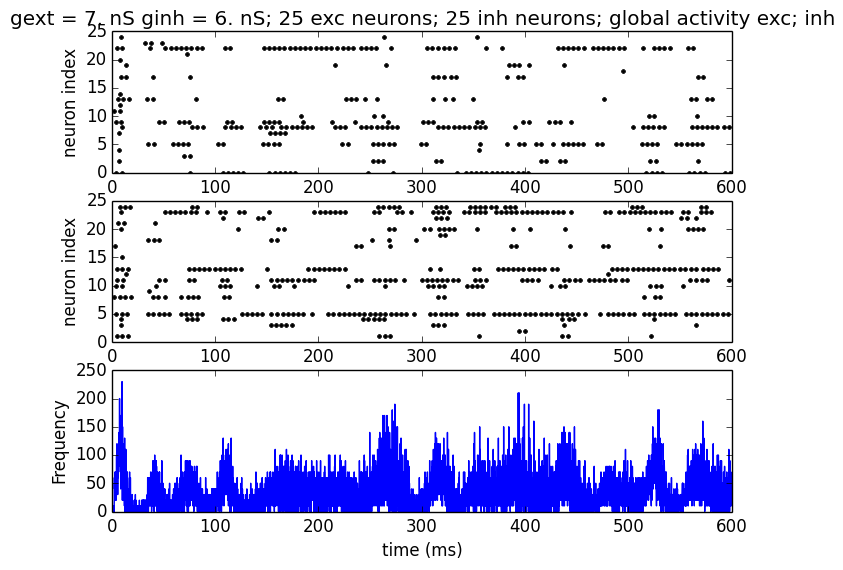 gext = 7. nS ginh = 6. nS; 25 exc neurons; 25 inh neurons; global activity exc; inh
25
20
15
10
5
0
neuron index
0 100 200 300 400 500 600
25
20
15
10
5
0
neuron index
0 100 200 300 400 500 600
250
200
150
100
50
0
Frequency
0 100 200 300 400 500 600
time (ms)